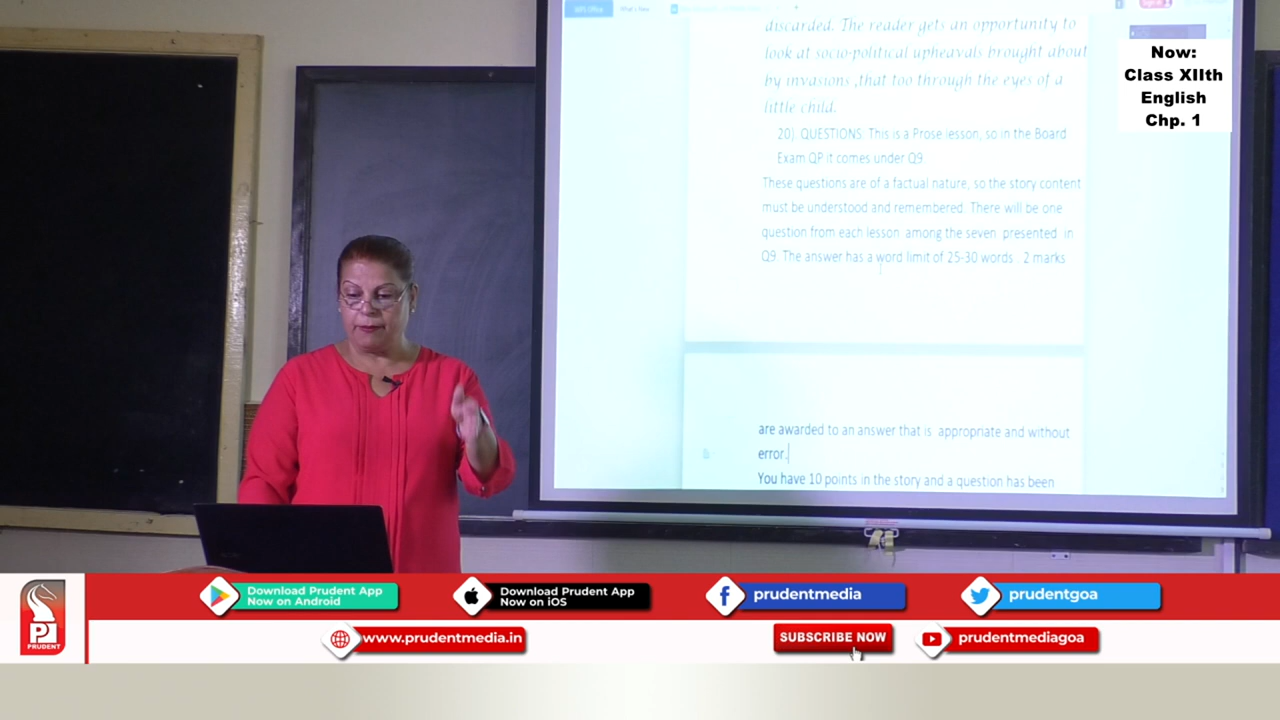 WPS Office
What's New
Sign in
discarded. The reader gets an opportunity to
look at socio-political upheavals brought about
by invasions ,that too through the eyes of a
little child.
20). QUESTIONS: This is a Prose lesson, so in the Board
Exam QP it comes under Q9.
These questions are of a factual nature, so the story content
must be understood and remembered. There will be one
question from each lesson among the seven presented in
Q9. The answer has a word limit of 25-30 words. 2 marks
are awarded to an answer that is appropriate and without
error.
You have 10 points in the story and a question has been
Now:
Class XIIth
English
Chp. 1
PRUDENT
Download Prudent App
Now on Android
Download Prudent App
Now on iOS
prudentmedia
prudentgoa
www.prudentmedia.in
SUBSCRIBE NOW
prudentmediagoa